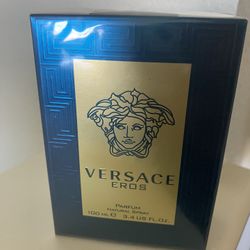 VERSACE
EROS
PARFUM
NATURAL SPRAY
100 ML ℮ 3.4 US FL.OZ.